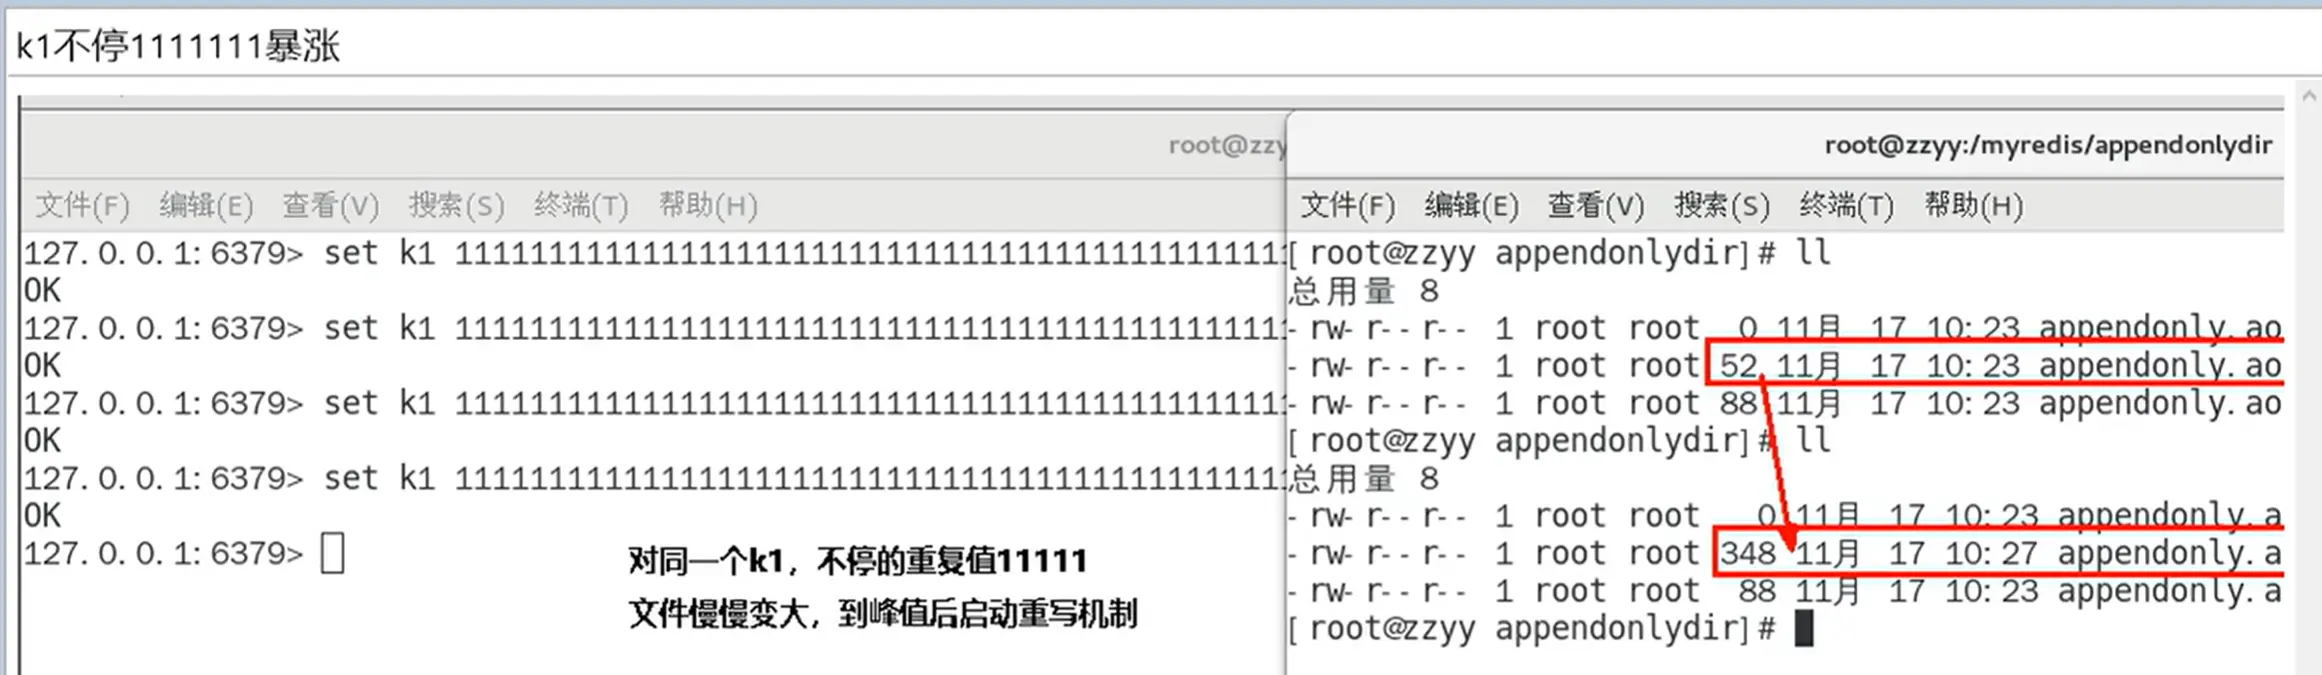 k1不停1111111暴涨
root@zzy
文件(F) 编辑(E) 查看(V) 搜索(S) 终端(T) 帮助(H)
127.0.0.1:6379> set k1 11111111111111111111111111111111111111111111
OK
127.0.0.1:6379> set k1 11111111111111111111111111111111111111111111
OK
127.0.0.1:6379> set k1 11111111111111111111111111111111111111111111
OK
127.0.0.1:6379> set k1 11111111111111111111111111111111111111111111
OK
127.0.0.1:6379>
对同一个k1，不停的重复值11111
文件慢慢变大，到峰值后启动重写机制
root@zzyy:/myredis/appendonlydir
文件(F) 编辑(E) 查看(V) 搜索(S) 终端(T) 帮助(H)
[root@zzyy appendonlydir]# ll
总用量 8
-rw-r--r-- 1 root root 0 11月 17 10:23 appendonly.ao
-rw-r--r-- 1 root root 52 11月 17 10:23 appendonly.ao
-rw-r--r-- 1 root root 88 11月 17 10:23 appendonly.ao
[root@zzyy appendonlydir]# ll
总用量 8
-rw-r--r-- 1 root root 0 11月 17 10:23 appendonly.a
-rw-r--r-- 1 root root 348 11月 17 10:27 appendonly.a
-rw-r--r-- 1 root root 88 11月 17 10:23 appendonly.a
[root@zzyy appendonlydir]#